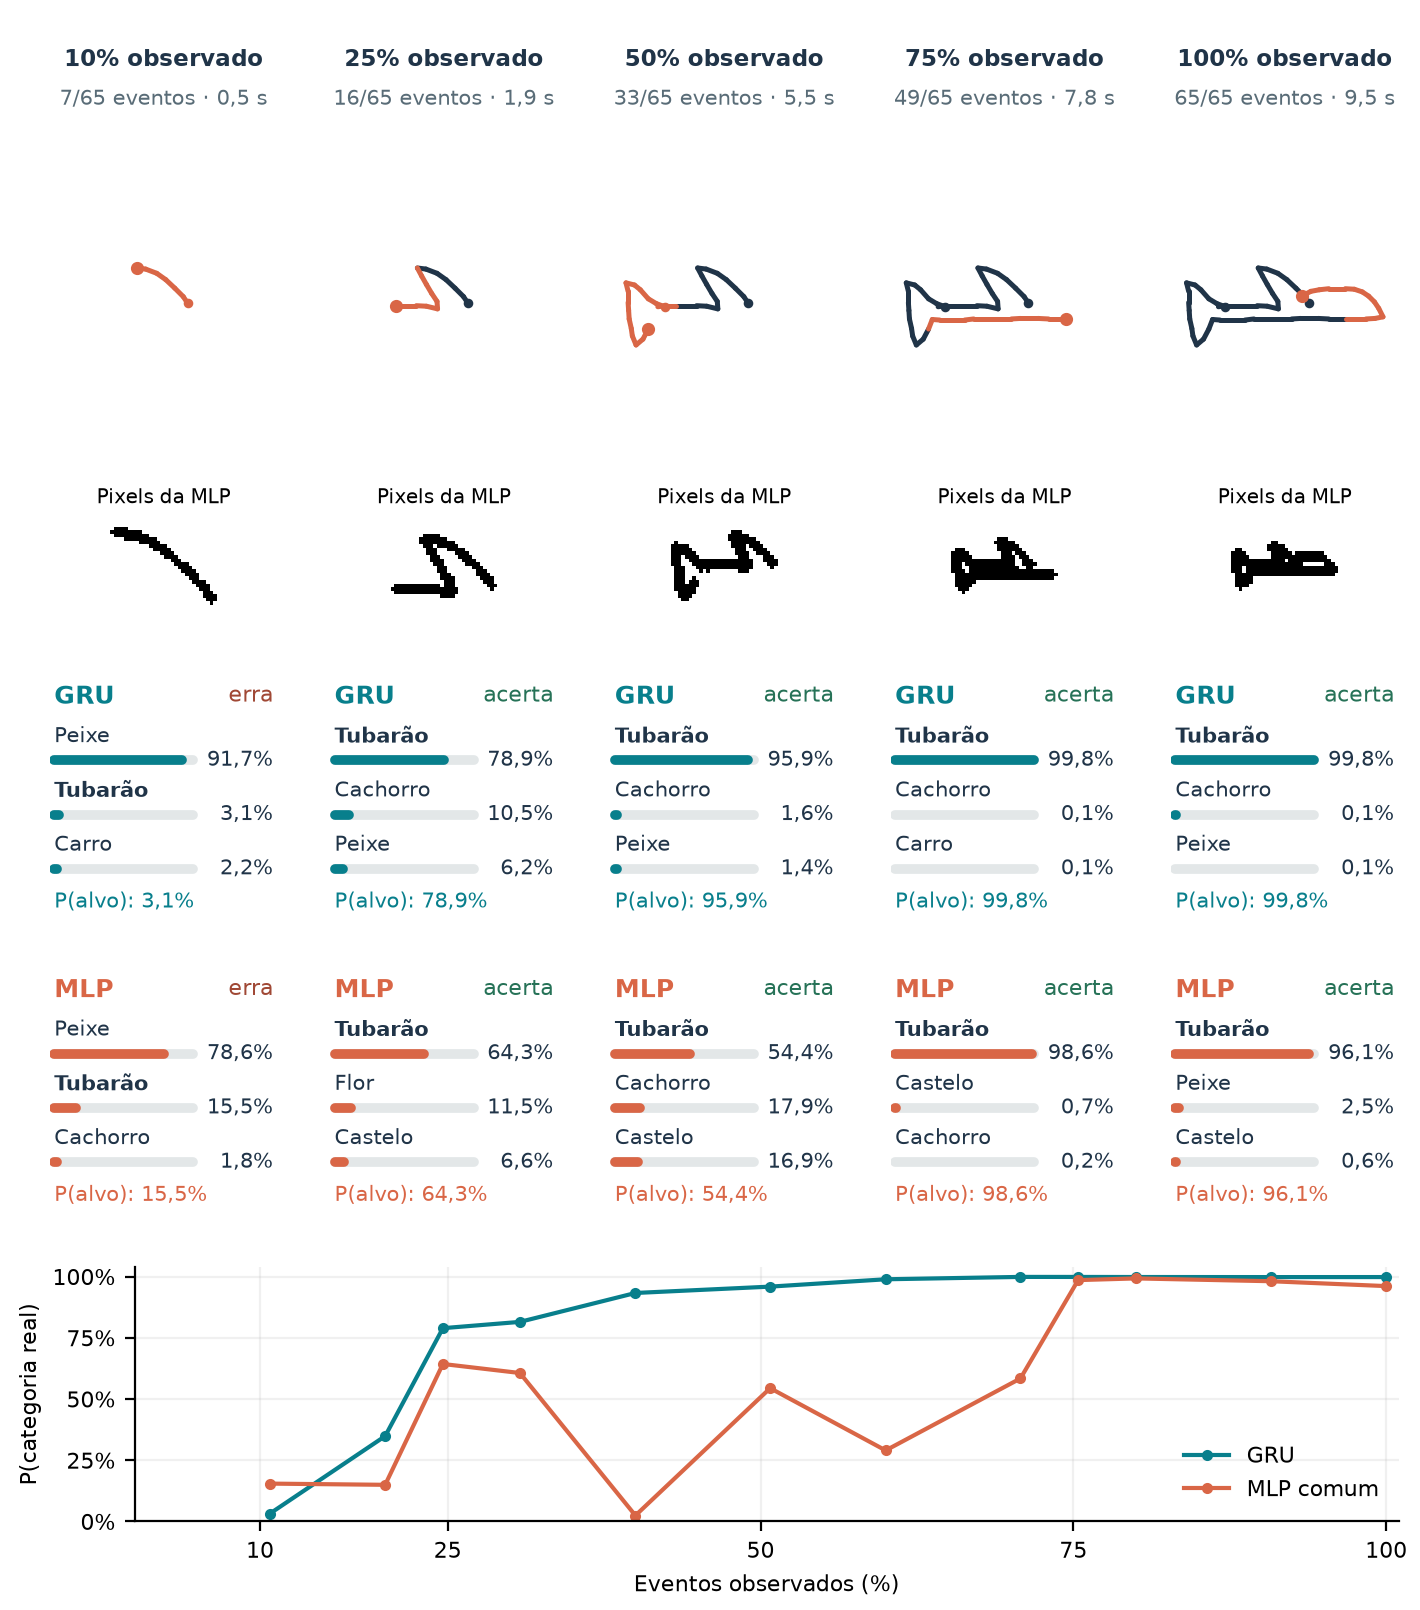 10% observado
25% observado
50% observado
75% observado
100% observado
7/65 eventos · 0,5 s
16/65 eventos · 1,9 s
33/65 eventos · 5,5 s
49/65 eventos · 7,8 s
65/65 eventos · 9,5 s
Pixels da MLP
Pixels da MLP
Pixels da MLP
Pixels da MLP
Pixels da MLP
GRU erra
Peixe
91,7%
Tubarão
3,1%
Carro
2,2%
P(alvo): 3,1%
GRU acerta
Tubarão
78,9%
Cachorro
10,5%
Peixe
6,2%
P(alvo): 78,9%
GRU acerta
Tubarão
95,9%
Cachorro
1,6%
Peixe
1,4%
P(alvo): 95,9%
GRU acerta
Tubarão
99,8%
Cachorro
0,1%
Carro
0,1%
P(alvo): 99,8%
GRU acerta
Tubarão
99,8%
Cachorro
0,1%
Peixe
0,1%
P(alvo): 99,8%
MLP erra
Peixe
78,6%
Tubarão
15,5%
Cachorro
1,8%
P(alvo): 15,5%
MLP acerta
Tubarão
64,3%
Flor
11,5%
Castelo
6,6%
P(alvo): 64,3%
MLP acerta
Tubarão
54,4%
Cachorro
17,9%
Castelo
16,9%
P(alvo): 54,4%
MLP acerta
Tubarão
98,6%
Castelo
0,7%
Cachorro
0,2%
P(alvo): 98,6%
MLP acerta
Tubarão
96,1%
Peixe
2,5%
Castelo
0,6%
P(alvo): 96,1%
P(categoria real)
100%
75%
50%
25%
0%
GRU
MLP comum
10 25 50 75 100
Eventos observados (%)